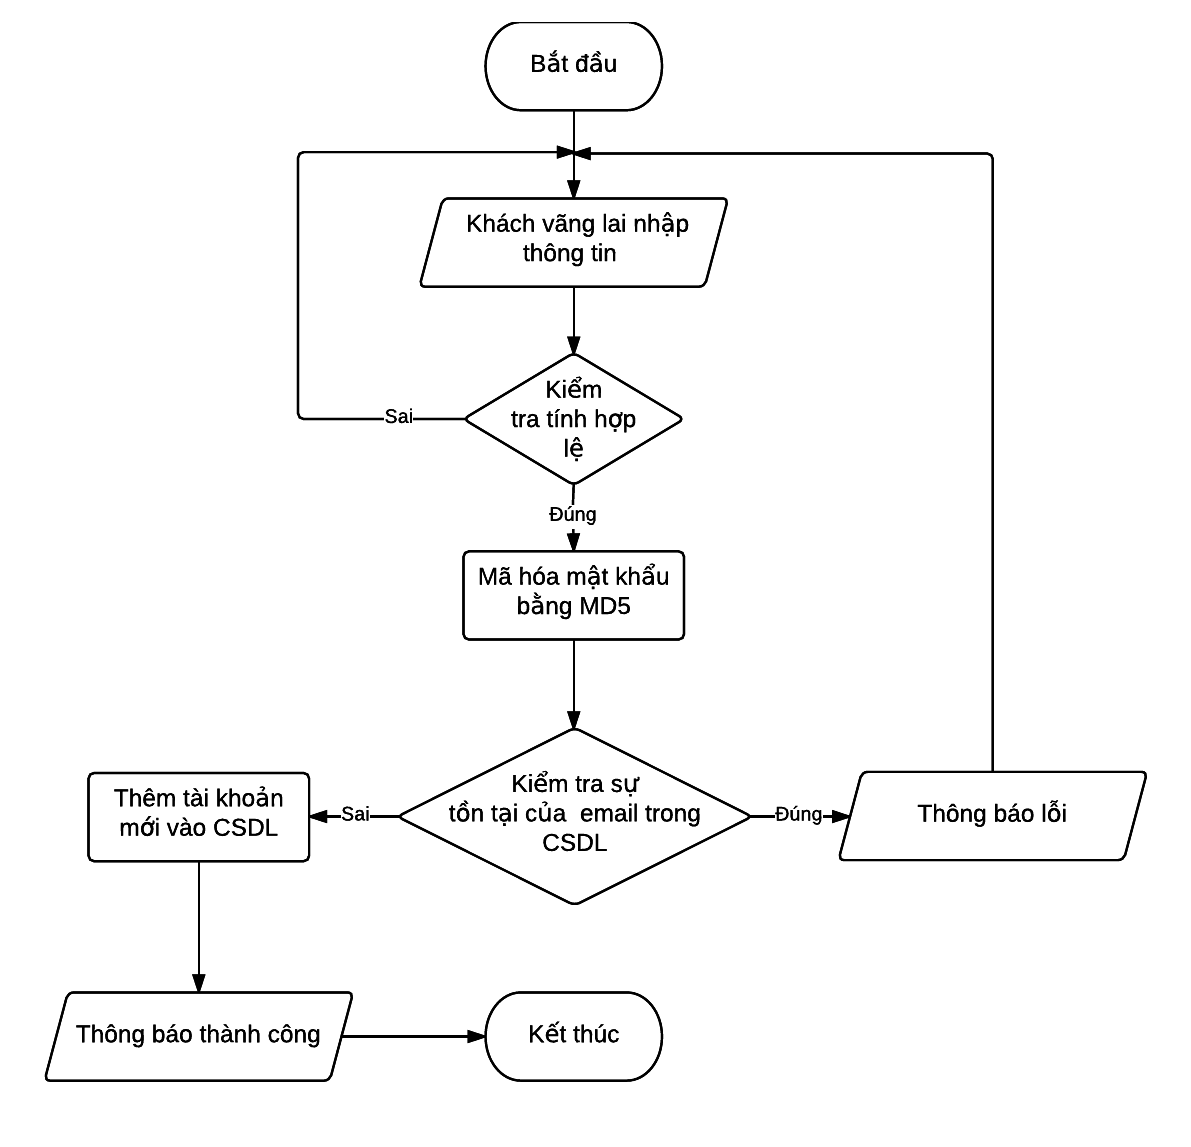 Bắt đầu
Khách vãng lai nhập
thông tin
Kiểm
tra tính hợp
lệ
Sai
Đúng
Mã hóa mật khẩu
bằng MD5
Kiểm tra sự
tồn tại của email trong
CSDL
Sai
Đúng
Thêm tài khoản
mới vào CSDL
Thông báo lỗi
Thông báo thành công
Kết thúc